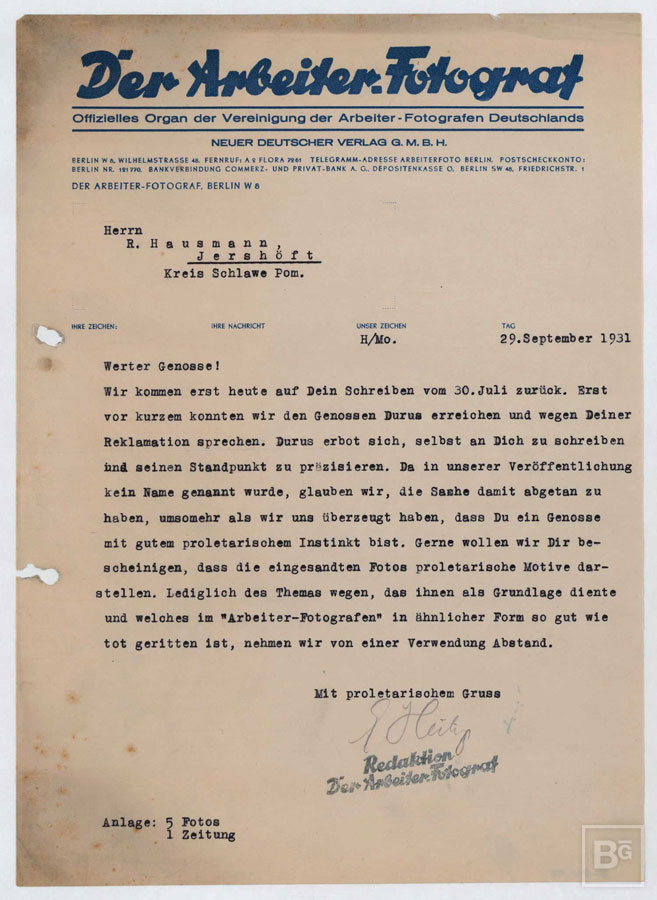 Der Arbeiter-Fotograf
Offizielles Organ der Vereinigung der Arbeiter-Fotografen Deutschlands
NEUER DEUTSCHER VERLAG G. M. B. H.
BERLIN W 8, WILHELMSTRASSE 48. FERNRUF: A 2 FLORA 7261 TELEGRAMM-ADRESSE ARBEITERFOTO BERLIN. POSTSCHECKKONTO:
BERLIN NR. 121 770. BANKVERBINDUNG COMMERZ- UND PRIVAT-BANK A. G., DEPOSITENKASSE O, BERLIN SW 48, FRIEDRICHSTR. 1
DER ARBEITER-FOTOGRAF, BERLIN W 8
Herrn
R. Hausmann,
Jershöft
Kreis Schlawe Pom.
IHRE ZEICHEN: IHRE NACHRICHT UNSER ZEICHEN TAG
H/Mo. 29.September 1931
Werter Genosse!
Wir kommen erst heute auf Dein Schreiben vom 30.Juli zurück. Erst
vor kurzem konnten wir den Genossen Durus erreichen und wegen Deiner
Reklamation sprechen. Durus erbot sich, selbst an Dich zu schreiben
und seinen Standpunkt zu präzisieren. Da in unserer Veröffentlichung
kein Name genannt wurde, glauben wir, die Sache damit abgetan zu
haben, umsomehr als wir uns überzeugt haben, dass Du ein Genosse
mit gutem proletarischem Instinkt bist. Gerne wollen wir Dir be-
scheinigen, dass die eingesandten Fotos proletarische Motive dar-
stellen. Lediglich des Themas wegen, das ihnen als Grundlage diente
und welches im "Arbeiter-Fotografen" in ähnlicher Form so gut wie
tot geritten ist, nehmen wir von einer Verwendung Abstand.
Mit proletarischem Gruss
Redaktion
Der Arbeiter-Fotograf
Anlage: 5 Fotos
1 Zeitung
BG